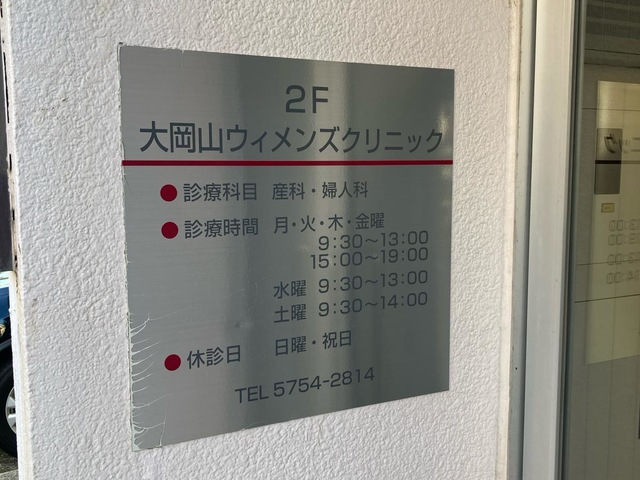 2F
大岡山ウィメンズクリニック
●診療科目 産科・婦人科
●診療時間 月・火・木・金曜
9:30〜13:00
15:00〜19:00
水曜 9:30〜13:00
土曜 9:30〜14:00
●休診日 日曜・祝日
TEL 5754-2814